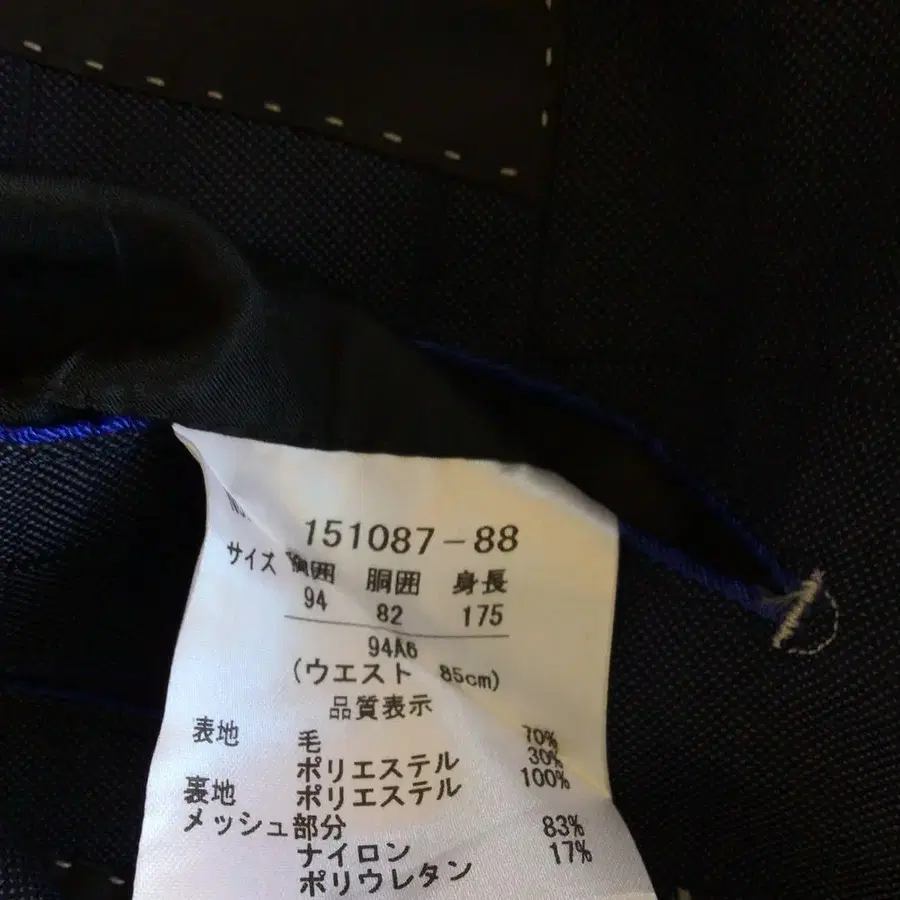 151087-88
サイズ 胸囲 胴囲 身長
94 82 175
94A6
(ウエスト 85cm)
品質表示
表地 毛 70%
ポリエステル 30%
裏地 ポリエステル 100%
メッシュ部分
ナイロン 83%
ポリウレタン 17%